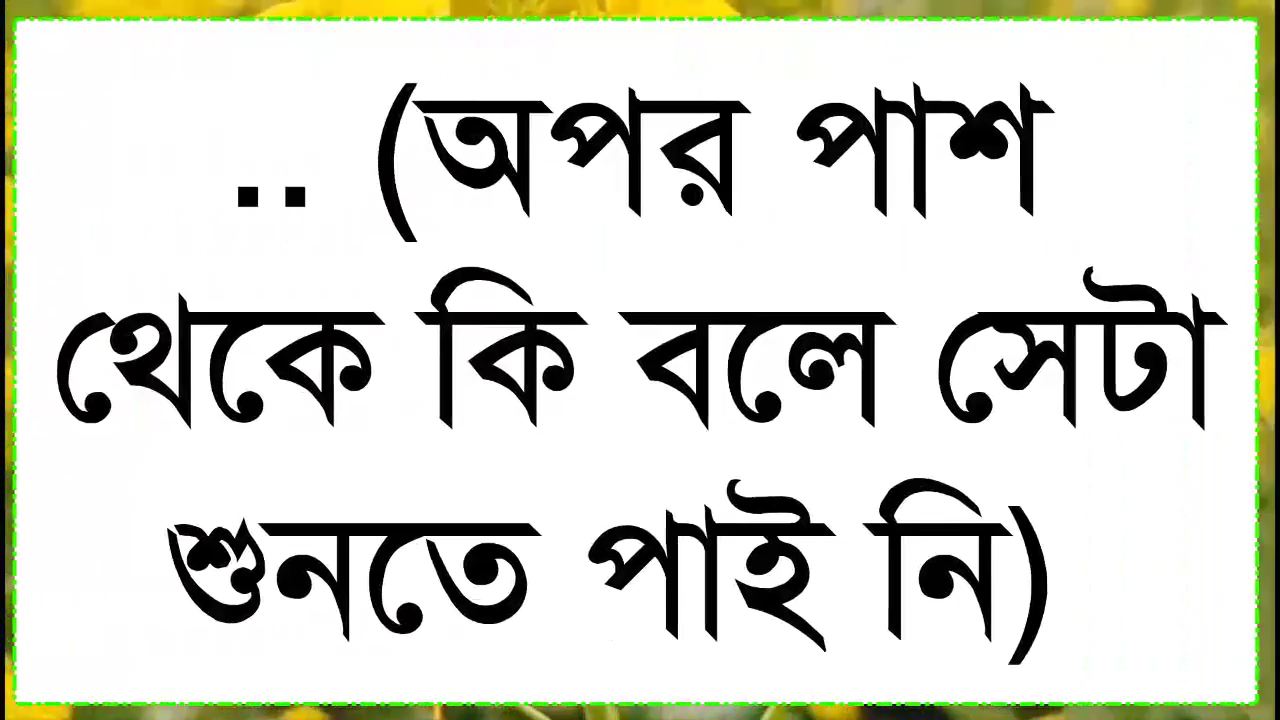 .. (অপর পাশ
থেকে কি বলে সেটা
শুনতে পাই নি)